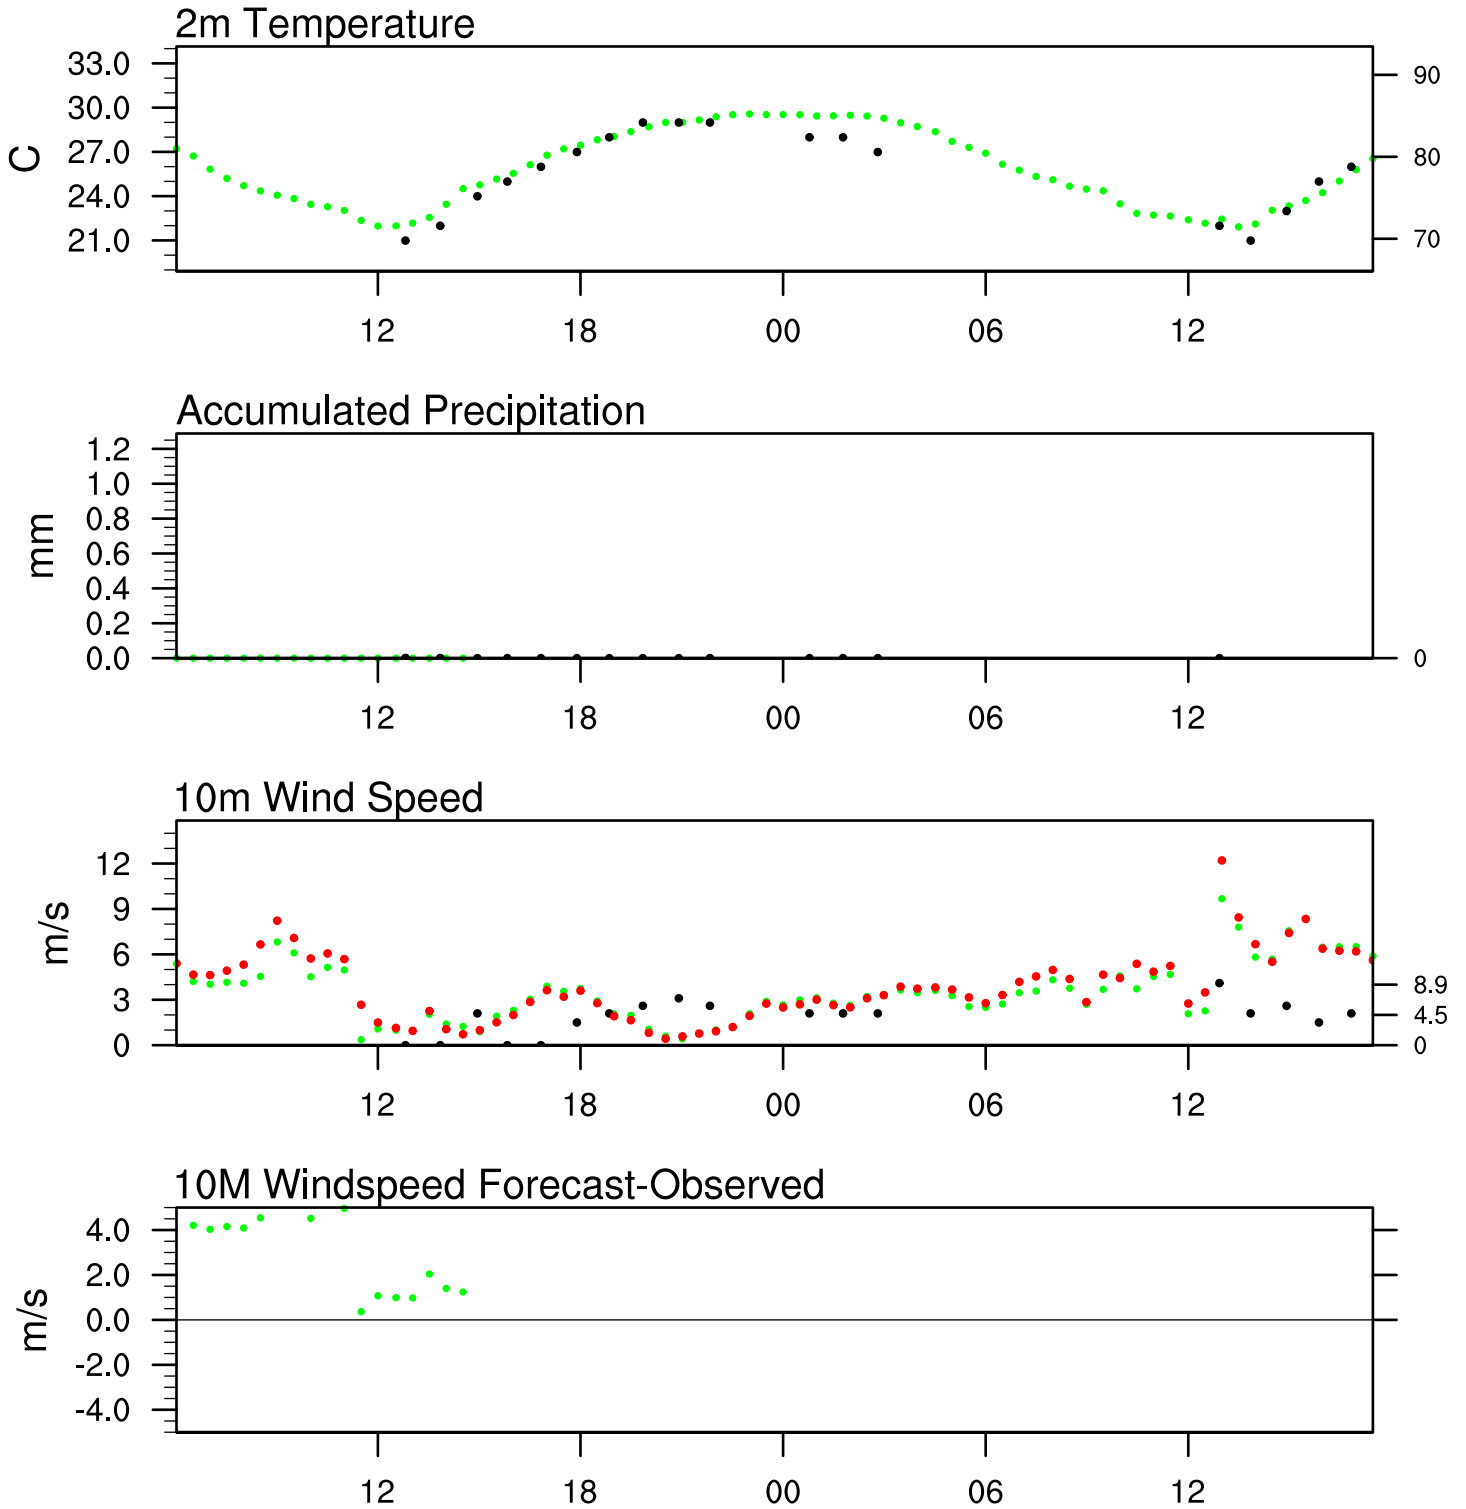 2m Temperature
33.0
30.0
27.0
24.0
21.0
C
90
80
70
12 18 00 06 12
Accumulated Precipitation
1.2
1.0
0.8
0.6
0.4
0.2
0.0
mm
0
12 18 00 06 12
10m Wind Speed
12
9
6
3
0
m/s
8.9
4.5
0
12 18 00 06 12
10M Windspeed Forecast-Observed
4.0
2.0
0.0
-2.0
-4.0
m/s
12 18 00 06 12